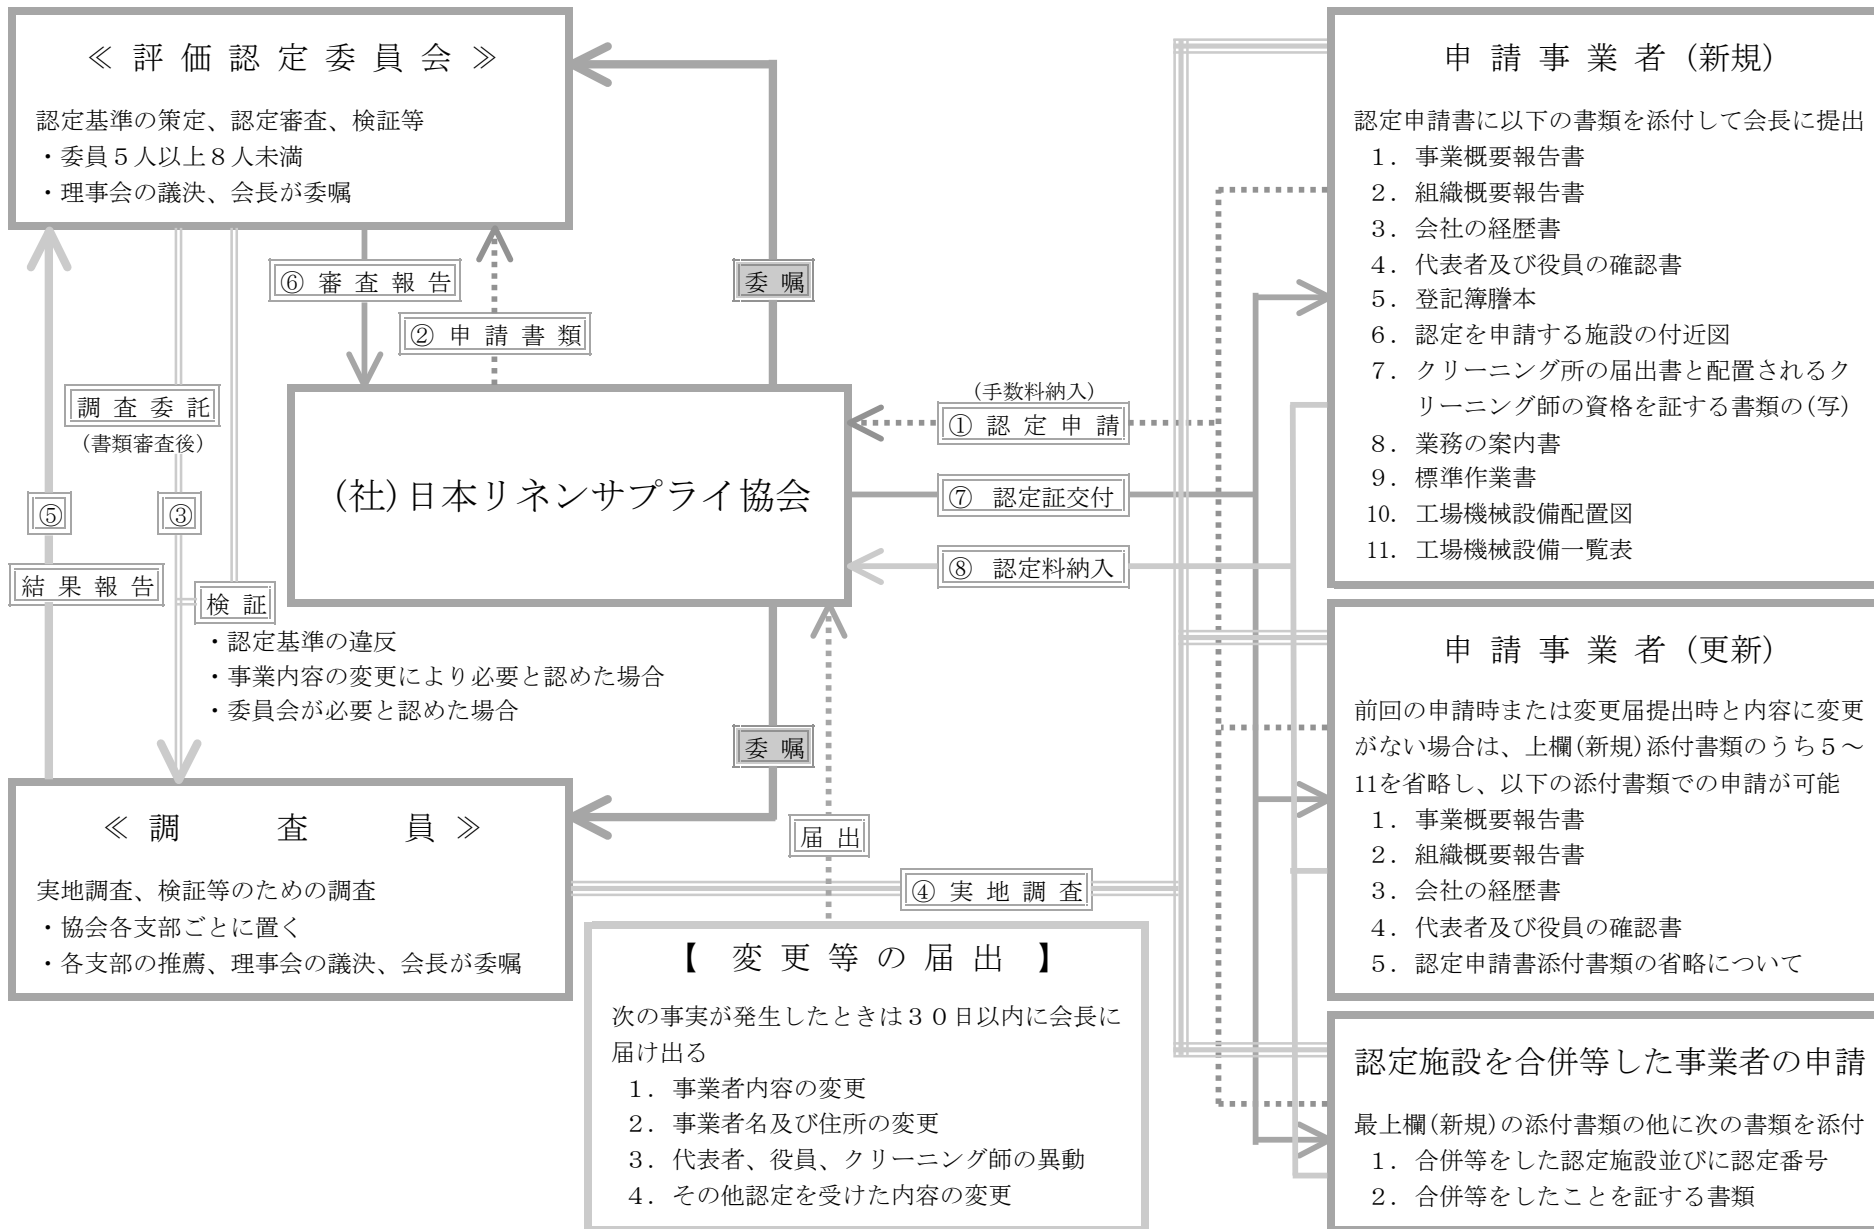 ≪ 評 価 認 定 委 員 会 ≫
認定基準の策定、認定審査、検証等
・委員５人以上８人未満
・理事会の議決、会長が委嘱
⑥ 審 査 報 告
② 申 請 書 類
委 嘱
調 査 委 託
(書類審査後)
⑤
③
結 果 報 告
検 証
・認定基準の違反
・事業内容の変更により必要と認めた場合
・委員会が必要と認めた場合
(社)日本リネンサプライ協会
(手数料納入)
① 認 定 申 請
⑦ 認定証交付
⑧ 認定料納入
委 嘱
届 出
≪ 調 査 員 ≫
実地調査、検証等のための調査
・協会各支部ごとに置く
・各支部の推薦、理事会の議決、会長が委嘱
④ 実 地 調 査
【 変 更 等 の 届 出 】
次の事実が発生したときは３０日以内に会長に
届け出る
１．事業者内容の変更
２．事業者名及び住所の変更
３．代表者、役員、クリーニング師の異動
４．その他認定を受けた内容の変更
申 請 事 業 者 (新規)
認定申請書に以下の書類を添付して会長に提出
１．事業概要報告書
２．組織概要報告書
３．会社の経歴書
４．代表者及び役員の確認書
５．登記簿謄本
６．認定を申請する施設の付近図
７．クリーニング所の届出書と配置されるク
リーニング師の資格を証する書類の(写)
８．業務の案内書
９．標準作業書
10．工場機械設備配置図
11．工場機械設備一覧表
申 請 事 業 者 (更新)
前回の申請時または変更届提出時と内容に変更
がない場合は、上欄(新規)添付書類のうち５～
11を省略し、以下の添付書類での申請が可能
１．事業概要報告書
２．組織概要報告書
３．会社の経歴書
４．代表者及び役員の確認書
５．認定申請書添付書類の省略について
認定施設を合併等した事業者の申請
最上欄(新規)の添付書類の他に次の書類を添付
１．合併等をした認定施設並びに認定番号
２．合併等をしたことを証する書類